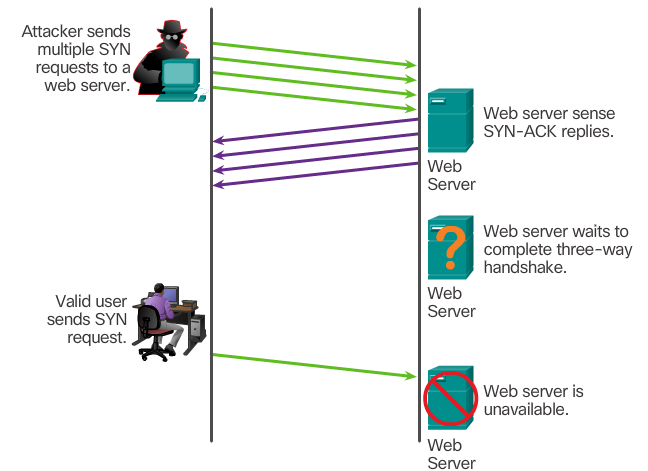 Attacker sends
multiple SYN
requests to a
web server.
Web server sense
SYN-ACK replies.
Web
Server
Web server waits to
complete three-way
handshake.
Web
Server
Valid user
sends SYN
request.
Web server is
unavailable.
Web
Server